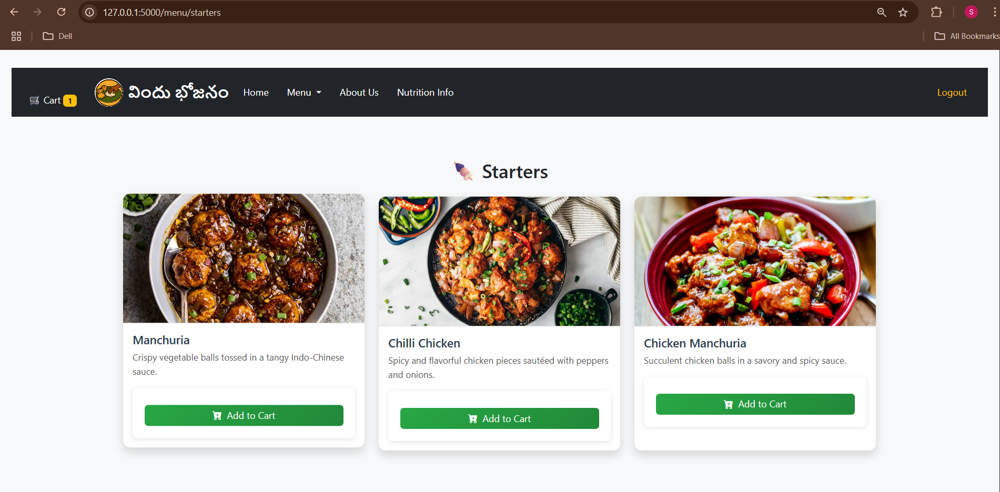 127.0.0.1:5000/menu/starters
S
Dell
All Bookmarks
Cart 1
విందు భోజనం
Home
Menu
About Us
Nutrition Info
Logout
Starters
Manchuria
Crispy vegetable balls tossed in a tangy Indo-Chinese
sauce.
Add to Cart
Chilli Chicken
Spicy and flavorful chicken pieces sautéed with peppers
and onions.
Add to Cart
Chicken Manchuria
Succulent chicken balls in a savory and spicy sauce.
Add to Cart